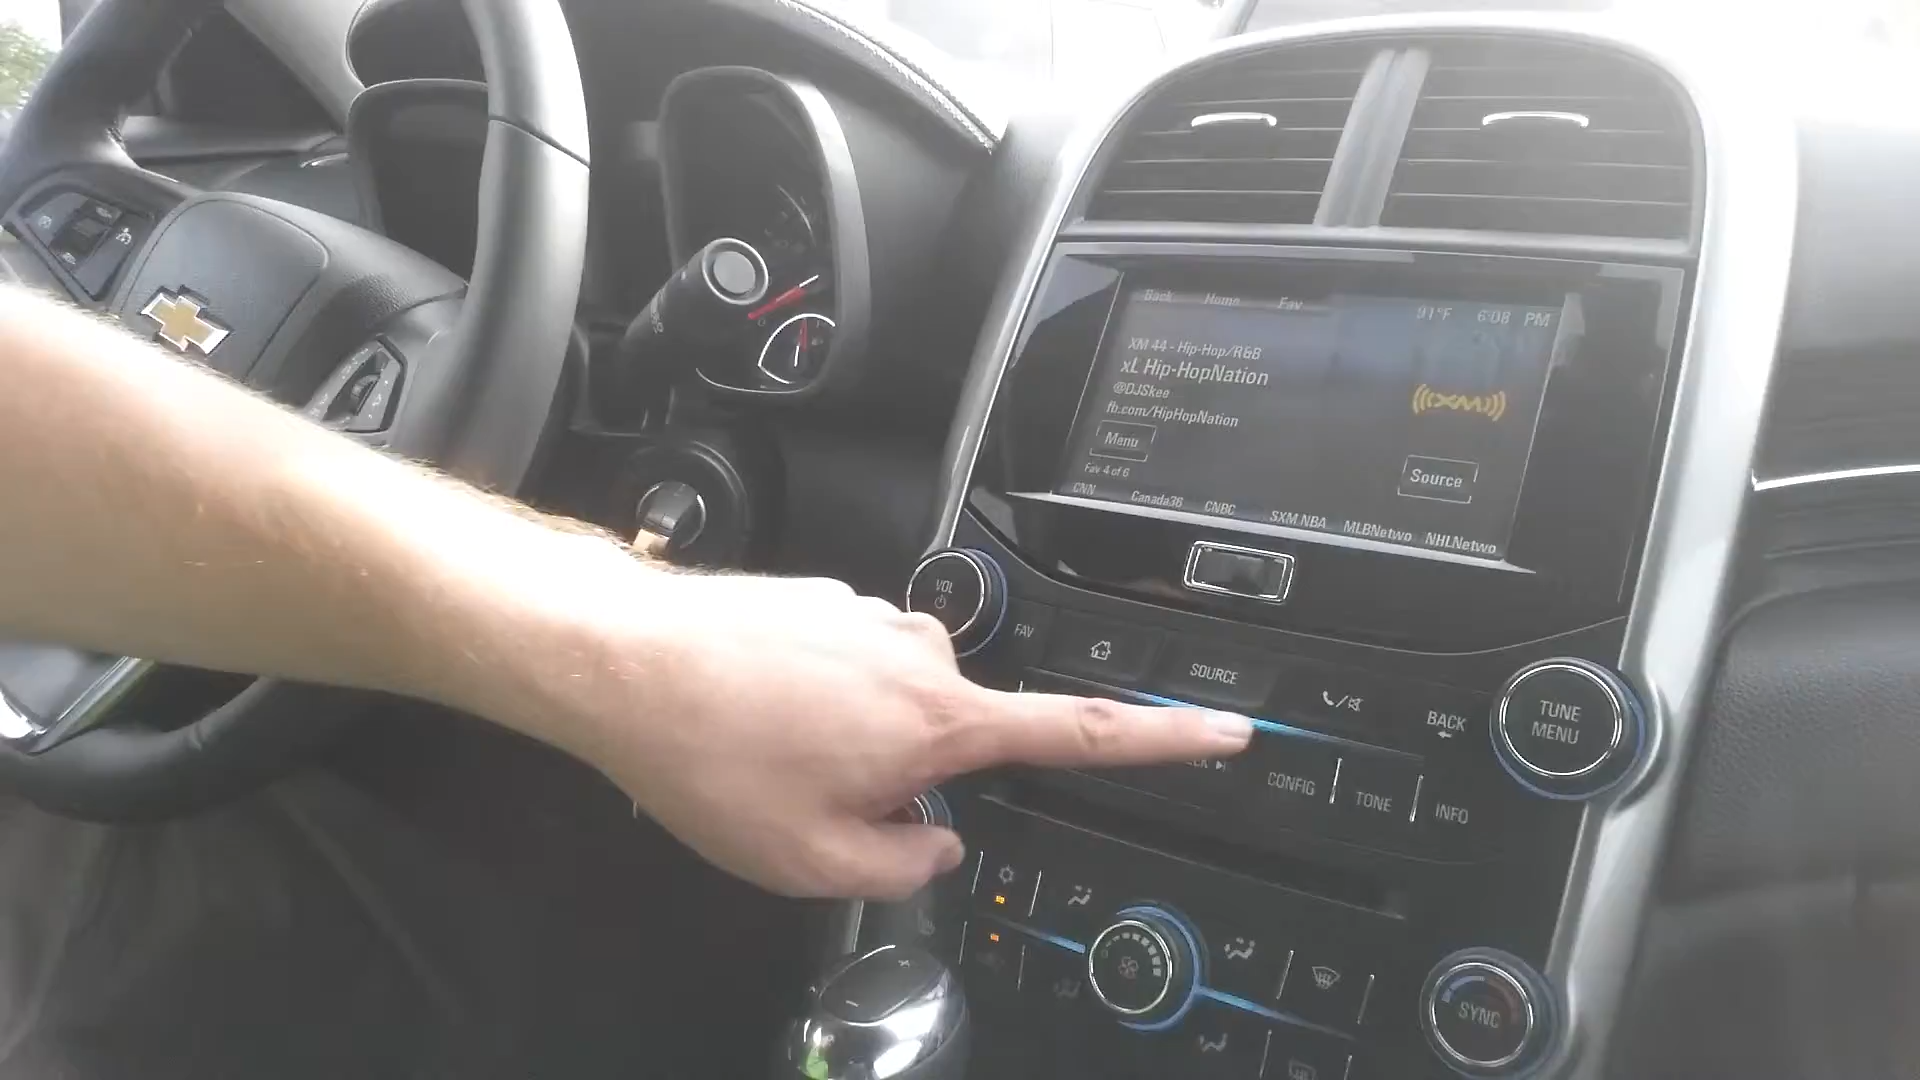 Back Home Fav 91°F 6:08 PM
XM 44 - Hip-Hop/R&B
xL Hip-HopNation
@DJSkee
fb.com/HipHopNation
((XM))
Menu
Source
Fav 4 of 6
CNN Canada36 CNBC SXM NBA MLBNetwo NHLNetwo
VOL
FAV
SOURCE
BACK
TUNE
MENU
CONFIG TONE INFO
SYNC